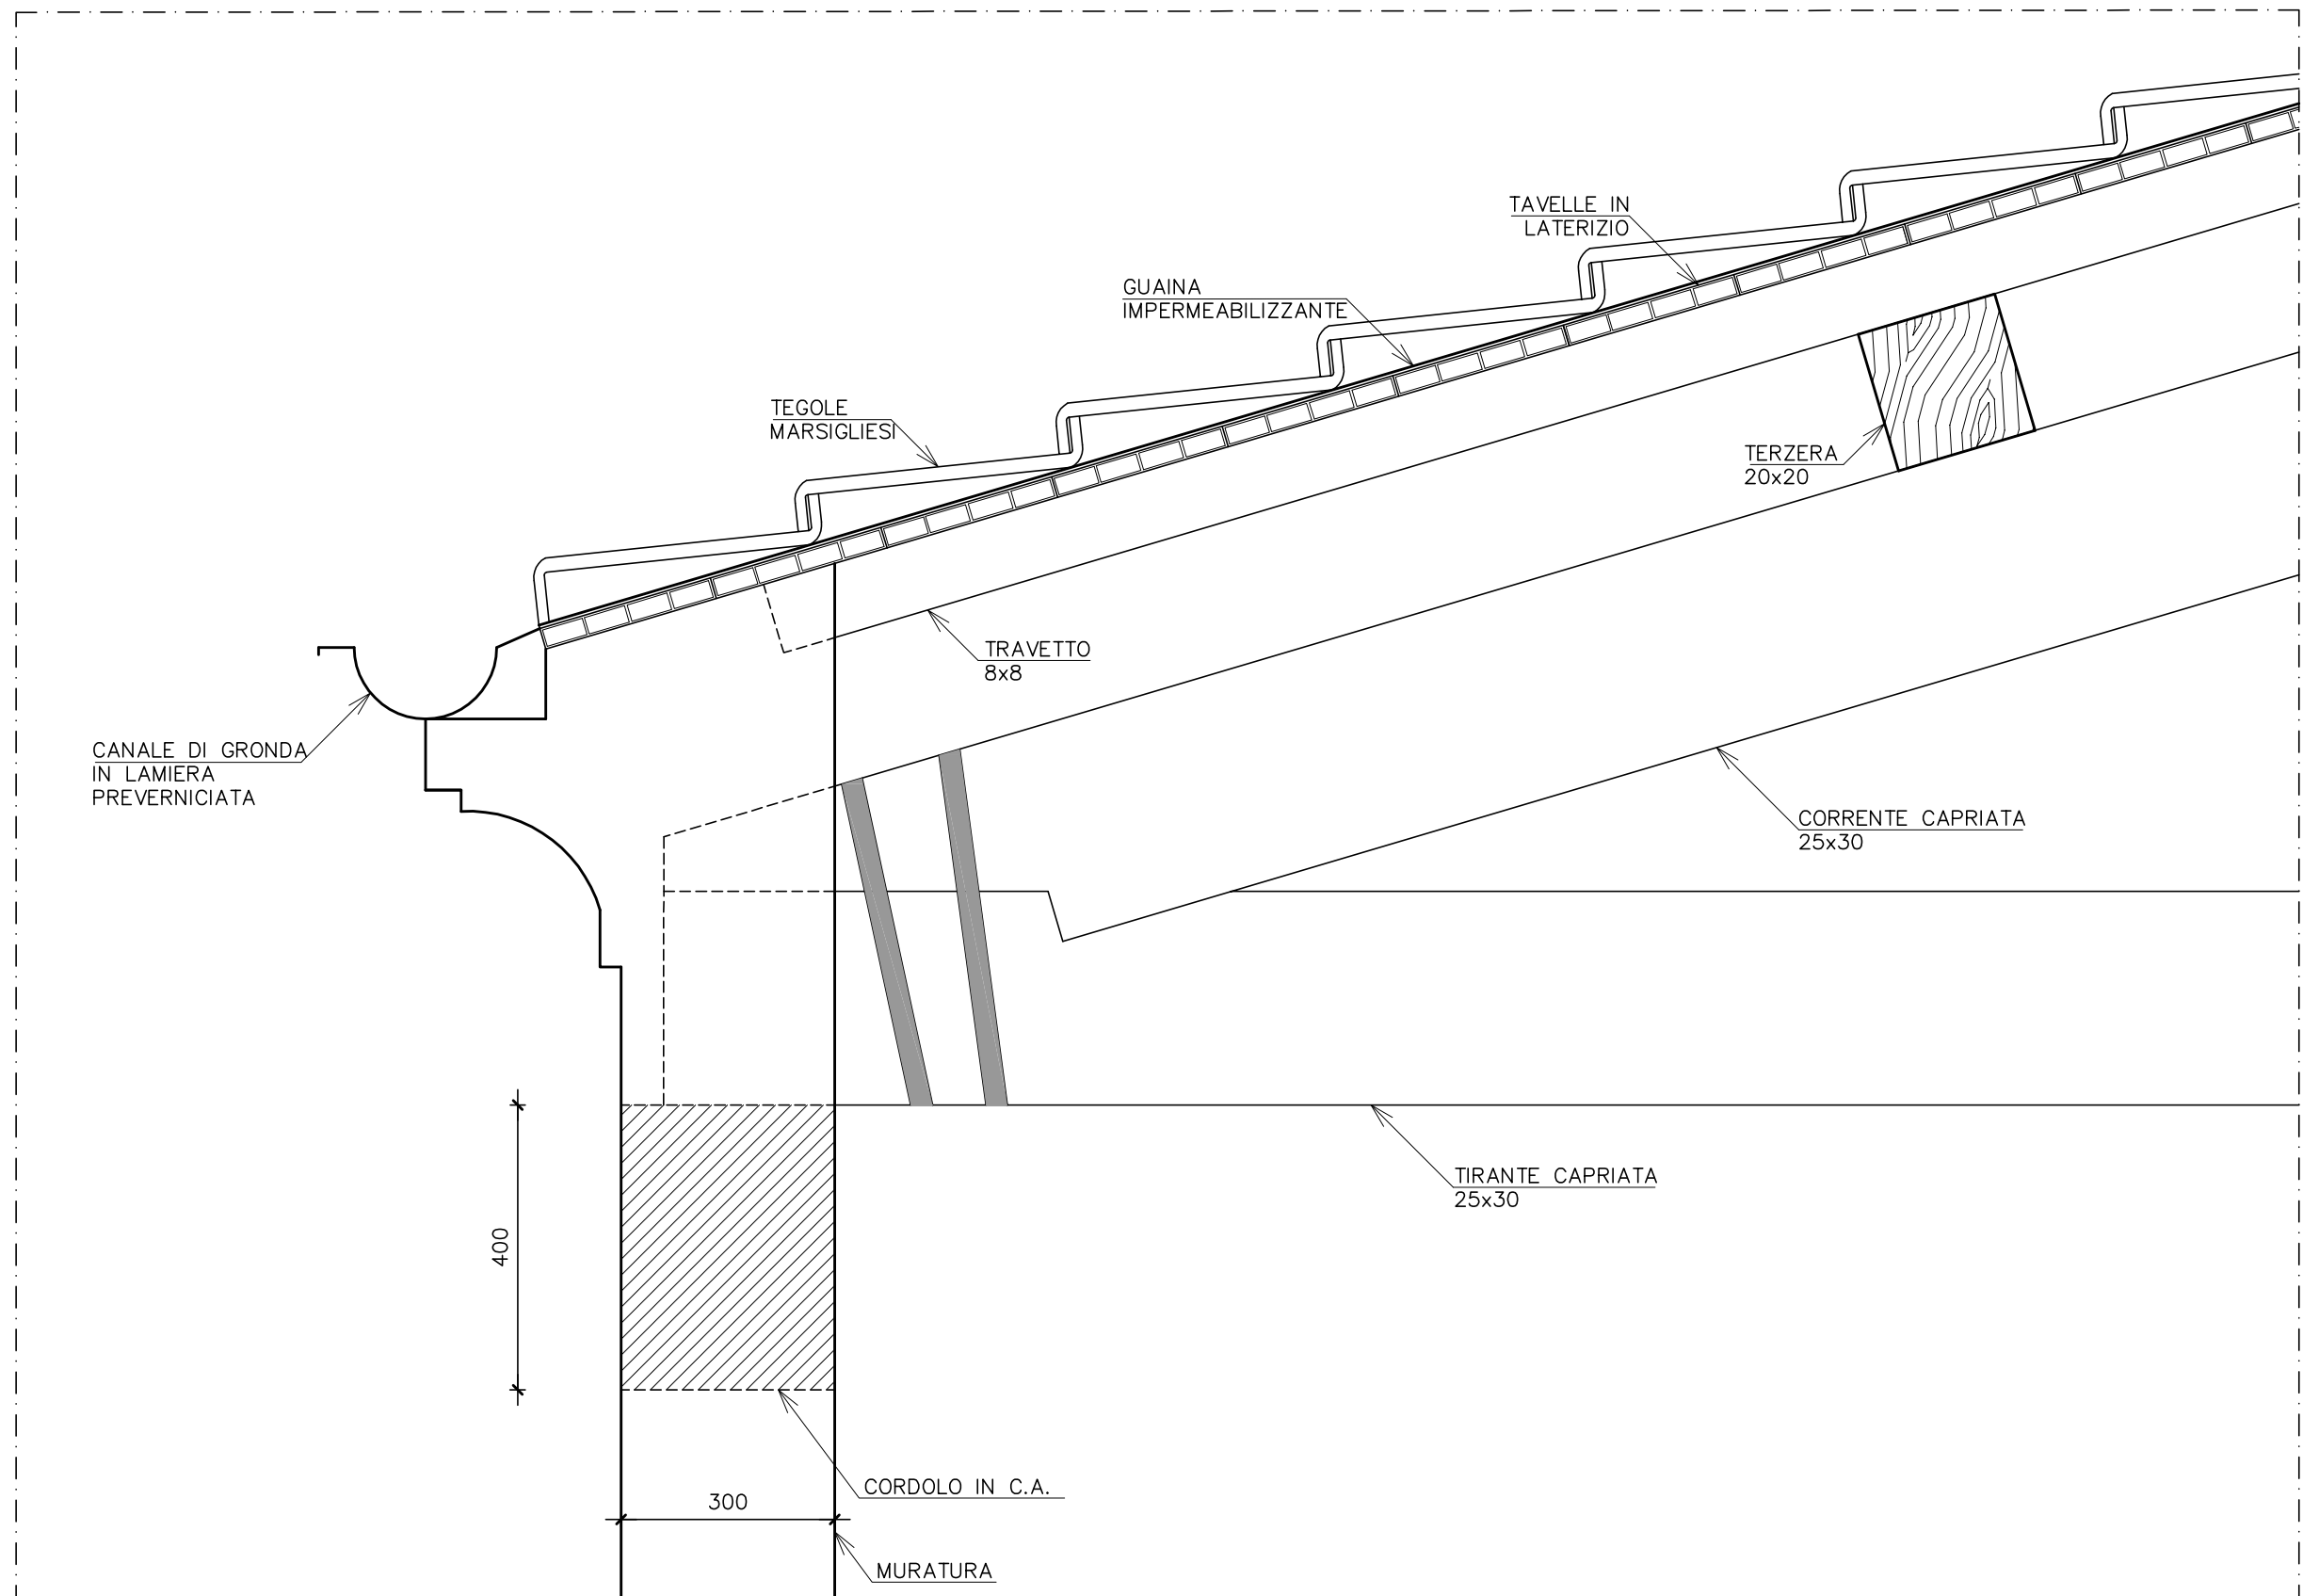 TAVELLE IN
LATERIZIO
GUAINA
IMPERMEABILIZZANTE
TEGOLE
MARSIGLIESI
TERZERA
20x20
TRAVETTO
8x8
CANALE DI GRONDA
IN LAMIERA
PREVERNICIATA
CORRENTE CAPRIATA
25x30
TIRANTE CAPRIATA
25x30
400
CORDOLO IN C.A.
300
MURATURA